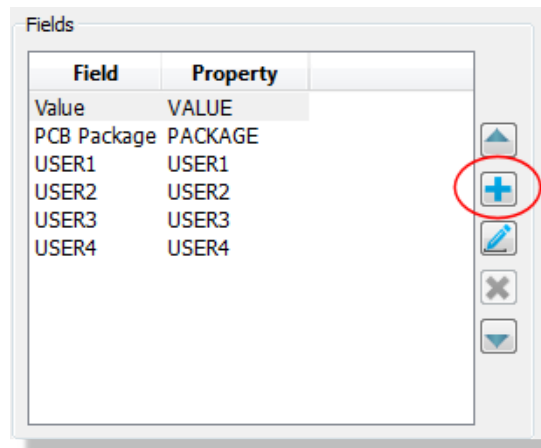 Fields
Field Property
Value VALUE
PCB Package PACKAGE
USER1 USER1
USER2 USER2
USER3 USER3
USER4 USER4